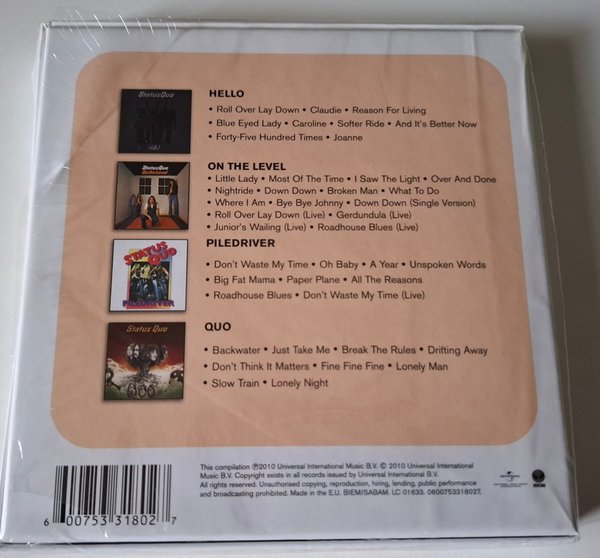 Status Quo
HELLO
• Roll Over Lay Down • Claudie • Reason For Living
• Blue Eyed Lady • Caroline • Softer Ride • And It's Better Now
• Forty-Five Hundred Times • Joanne
Status Quo
On the Level
ON THE LEVEL
• Little Lady • Most Of The Time • I Saw The Light • Over And Done
• Nightride • Down Down • Broken Man • What To Do
• Where I Am • Bye Bye Johnny • Down Down (Single Version)
• Roll Over Lay Down (Live) • Gerdundula (Live)
• Junior's Wailing (Live) • Roadhouse Blues (Live)
STATUS QUO
PILEDRIVER
PILEDRIVER
• Don't Waste My Time • Oh Baby • A Year • Unspoken Words
• Big Fat Mama • Paper Plane • All The Reasons
• Roadhouse Blues • Don't Waste My Time (Live)
Status Quo
QUO
QUO
• Backwater • Just Take Me • Break The Rules • Drifting Away
• Don't Think It Matters • Fine Fine Fine • Lonely Man
• Slow Train • Lonely Night
This compilation ℗2010 Universal International Music B.V. © 2010 Universal International
Music B.V. Copyright exists in all records issued by Universal International Music B.V.
All rights reserved. Unauthorised copying, reproduction, hiring, lending, public performance
and broadcasting prohibited. Made in the E.U. BIEM/SABAM. LC 01633. 0600753318027.
UNIVERSAL
6 00753 31802 7